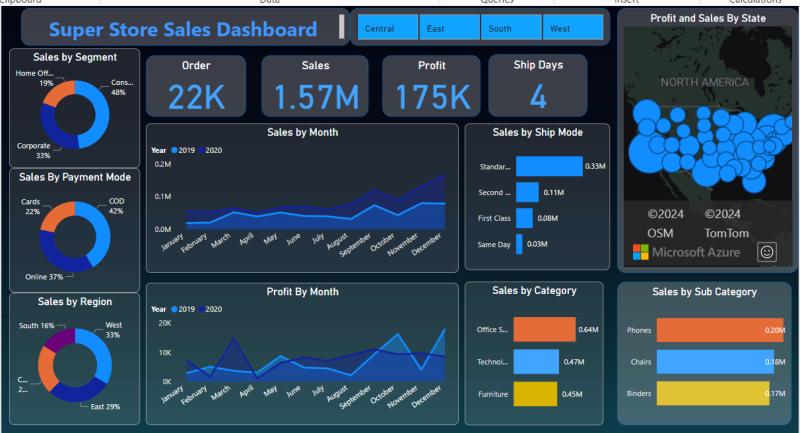 Clipboard
Data
Queries
Insert
Calculations
Super Store Sales Dashboard
Central
East
South
West
Profit and Sales By State
NORTH AMERICA
©2024
OSM
©2024
TomTom
Microsoft Azure
Sales by Segment
Home Off...
19%
Cons...
48%
Corporate
33%
Order
22K
Sales
1.57M
Profit
175K
Ship Days
4
Sales by Month
Year 2019 2020
0.2M
0.1M
0.0M
January
February
March
April
May
June
July
August
September
October
November
December
Sales by Ship Mode
Standar...
0.33M
Second ...
0.11M
First Class
0.08M
Same Day
0.03M
Sales By Payment Mode
Cards
22%
COD
42%
Online 37%
Sales by Region
South 16%
West
33%
C...
2...
East 29%
Profit By Month
Year 2019 2020
20K
10K
0K
January
February
March
April
May
June
July
August
September
October
November
December
Sales by Category
Office S...
0.64M
Technol...
0.47M
Furniture
0.45M
Sales by Sub Category
Phones
0.20M
Chairs
0.18M
Binders
0.17M